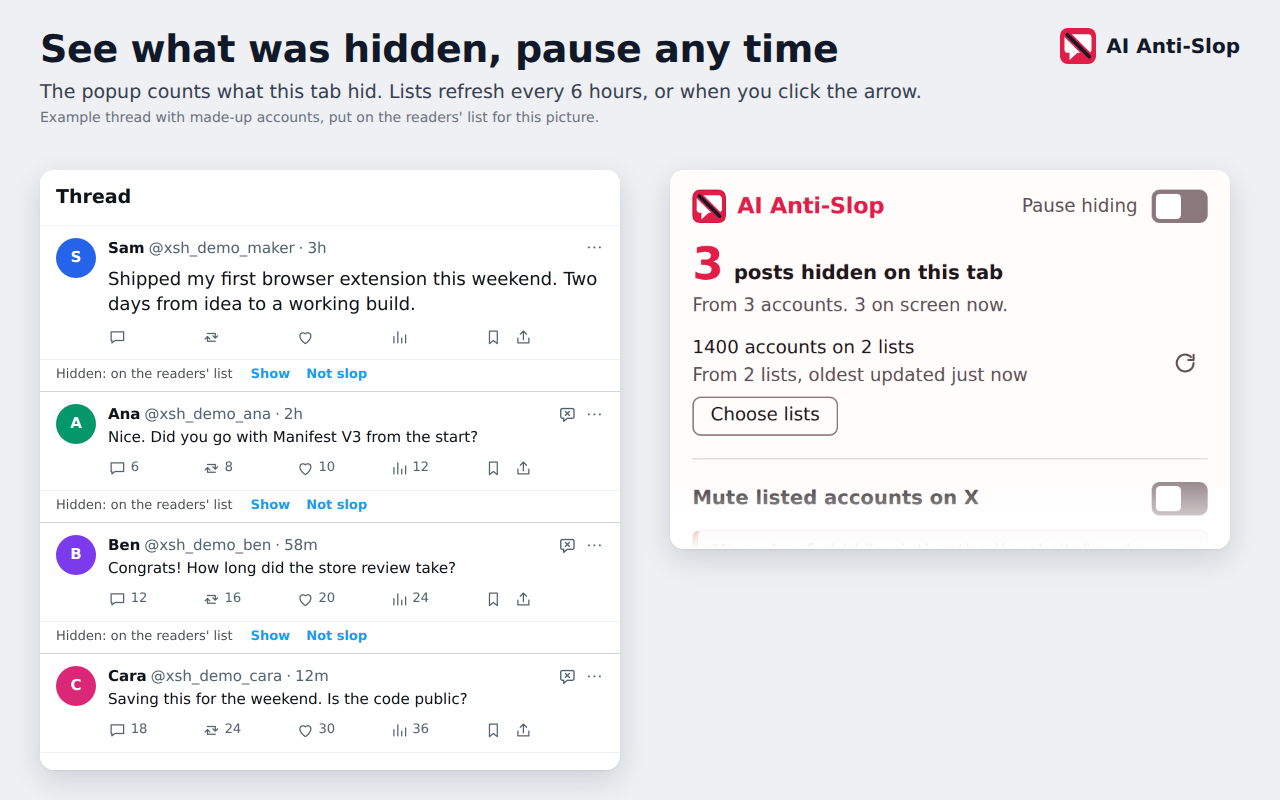 See what was hidden, pause any time
AI Anti-Slop
The popup counts what this tab hid. Lists refresh every 6 hours, or when you click the arrow.
Example thread with made-up accounts, put on the readers' list for this picture.
Thread
S
Sam @xsh_demo_maker · 3h
Shipped my first browser extension this weekend. Two
days from idea to a working build.
Hidden: on the readers' list Show Not slop
A
Ana @xsh_demo_ana · 2h
Nice. Did you go with Manifest V3 from the start?
6 8 10 12
Hidden: on the readers' list Show Not slop
B
Ben @xsh_demo_ben · 58m
Congrats! How long did the store review take?
12 16 20 24
Hidden: on the readers' list Show Not slop
C
Cara @xsh_demo_cara · 12m
Saving this for the weekend. Is the code public?
18 24 30 36
AI Anti-Slop
Pause hiding
3 posts hidden on this tab
From 3 accounts. 3 on screen now.
1400 accounts on 2 lists
From 2 lists, oldest updated just now
Choose lists
Mute listed accounts on X